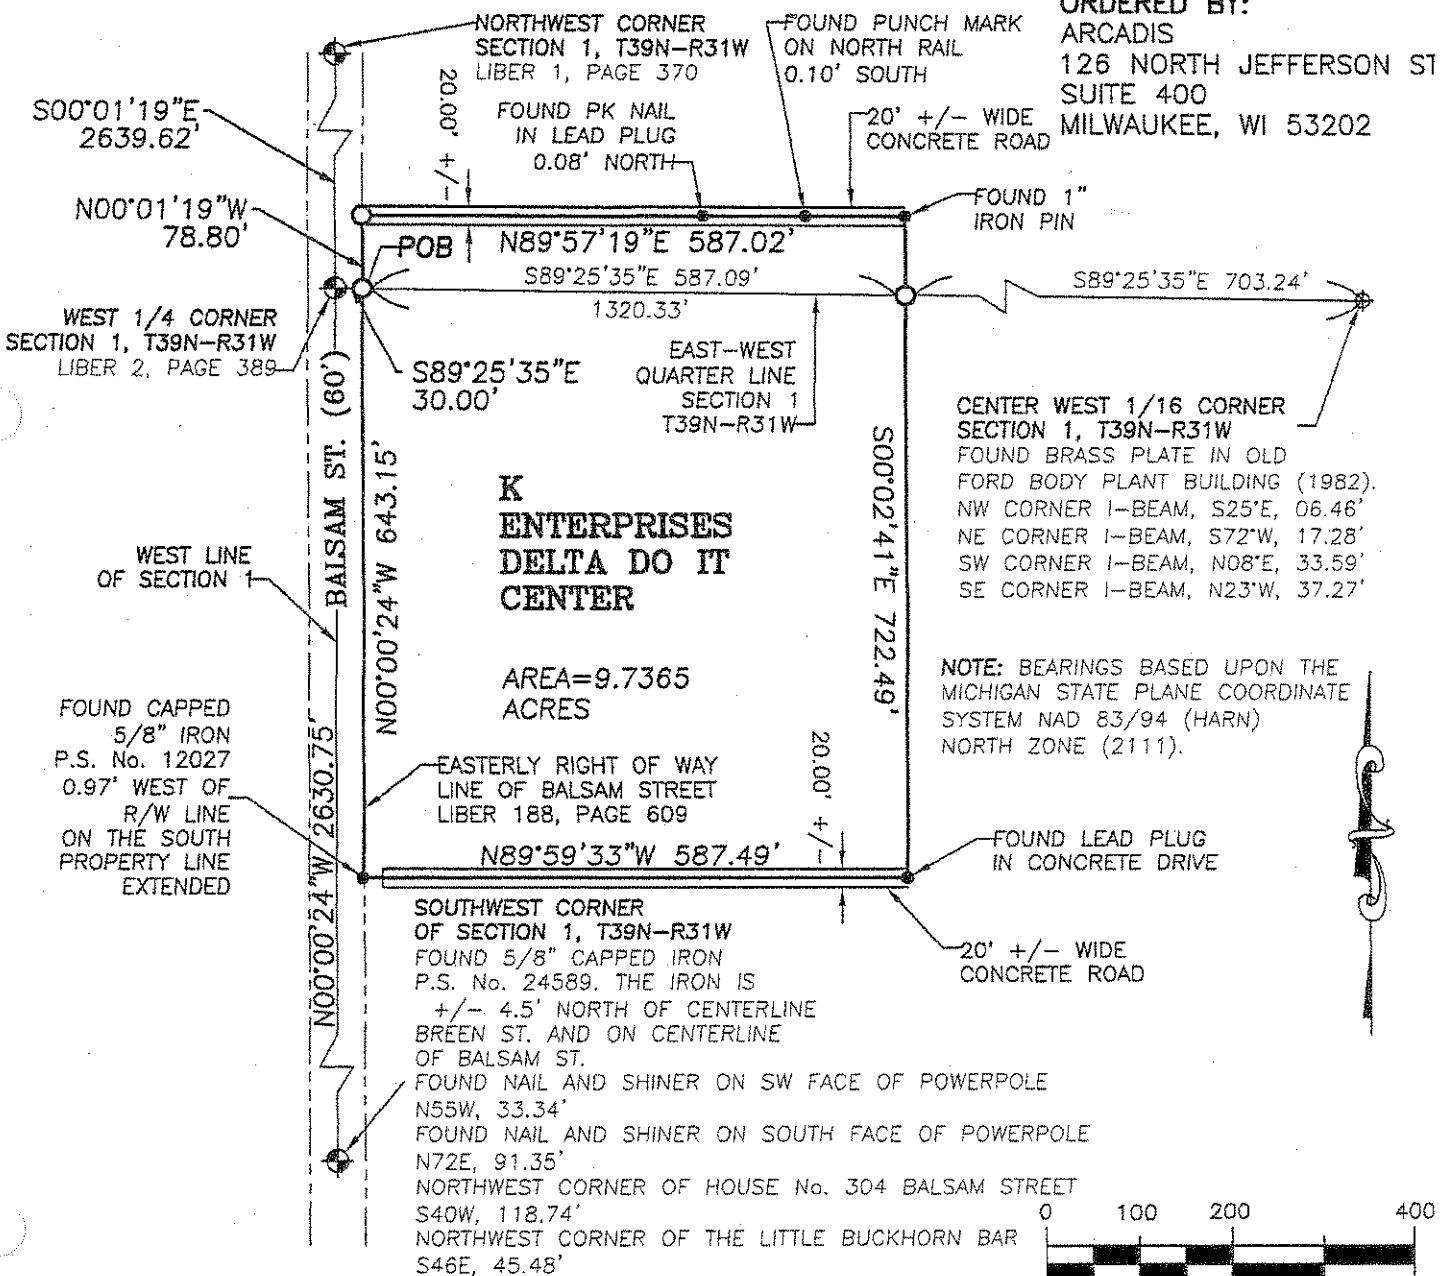 ORDERED BY:
ARCADIS
126 NORTH JEFFERSON ST
SUITE 400
MILWAUKEE, WI 53202
NORTHWEST CORNER
SECTION 1, T39N-R31W
LIBER 1, PAGE 370
FOUND PUNCH MARK
ON NORTH RAIL
0.10' SOUTH
S00°01'19"E
2639.62'
20.00' +/-
FOUND PK NAIL
IN LEAD PLUG
0.08' NORTH
20' +/- WIDE
CONCRETE ROAD
N00°01'19"W
78.80'
FOUND 1"
IRON PIN
POB
N89°57'19"E 587.02'
S89°25'35"E 587.09'
1320.33'
S89°25'35"E 703.24'
WEST 1/4 CORNER
SECTION 1, T39N-R31W
LIBER 2, PAGE 389
S89°25'35"E
30.00'
EAST-WEST
QUARTER LINE
SECTION 1
T39N-R31W
CENTER WEST 1/16 CORNER
SECTION 1, T39N-R31W
FOUND BRASS PLATE IN OLD
FORD BODY PLANT BUILDING (1982).
NW CORNER I-BEAM, S25°E, 06.46'
NE CORNER I-BEAM, S72°W, 17.28'
SW CORNER I-BEAM, N08°E, 33.59'
SE CORNER I-BEAM, N23°W, 37.27'
BALSAM ST. (60')
N00°00'24"W 643.15'
K
ENTERPRISES
DELTA DO IT
CENTER
S00°02'41"E 722.49'
WEST LINE
OF SECTION 1
AREA=9.7365
ACRES
NOTE: BEARINGS BASED UPON THE
MICHIGAN STATE PLANE COORDINATE
SYSTEM NAD 83/94 (HARN)
NORTH ZONE (2111).
FOUND CAPPED
5/8" IRON
P.S. No. 12027
0.97' WEST OF
R/W LINE
ON THE SOUTH
PROPERTY LINE
EXTENDED
N00°00'24"W 2630.75'
EASTERLY RIGHT OF WAY
LINE OF BALSAM STREET
LIBER 188, PAGE 609
20.00' +/-
N89°59'33"W 587.49'
FOUND LEAD PLUG
IN CONCRETE DRIVE
SOUTHWEST CORNER
OF SECTION 1, T39N-R31W
FOUND 5/8" CAPPED IRON
P.S. No. 24589. THE IRON IS
+/- 4.5' NORTH OF CENTERLINE
BREEN ST. AND ON CENTERLINE
OF BALSAM ST.
FOUND NAIL AND SHINER ON SW FACE OF POWERPOLE
N55W, 33.34'
FOUND NAIL AND SHINER ON SOUTH FACE OF POWERPOLE
N72E, 91.35'
NORTHWEST CORNER OF HOUSE No. 304 BALSAM STREET
S40W, 118.74'
NORTHWEST CORNER OF THE LITTLE BUCKHORN BAR
S46E, 45.48'
20' +/- WIDE
CONCRETE ROAD
0 100 200 400